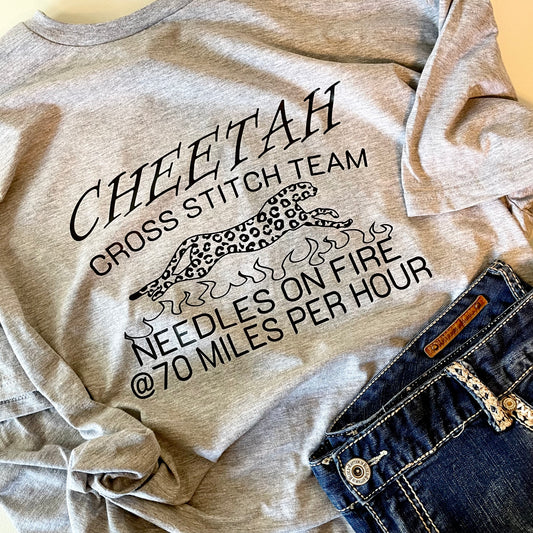 CHEETAH
CROSS STITCH TEAM
NEEDLES ON FIRE
@70 MILES PER HOUR